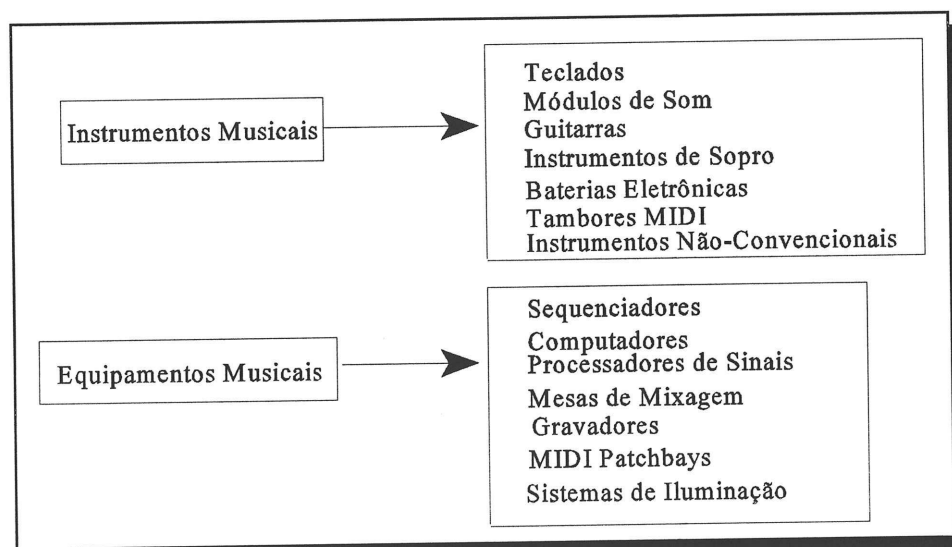 Instrumentos Musicais
Teclados
Módulos de Som
Guitarras
Instrumentos de Sopro
Baterias Eletrônicas
Tambores MIDI
Instrumentos Não-Convencionais
Equipamentos Musicais
Sequenciadores
Computadores
Processadores de Sinais
Mesas de Mixagem
Gravadores
MIDI Patchbays
Sistemas de Iluminação